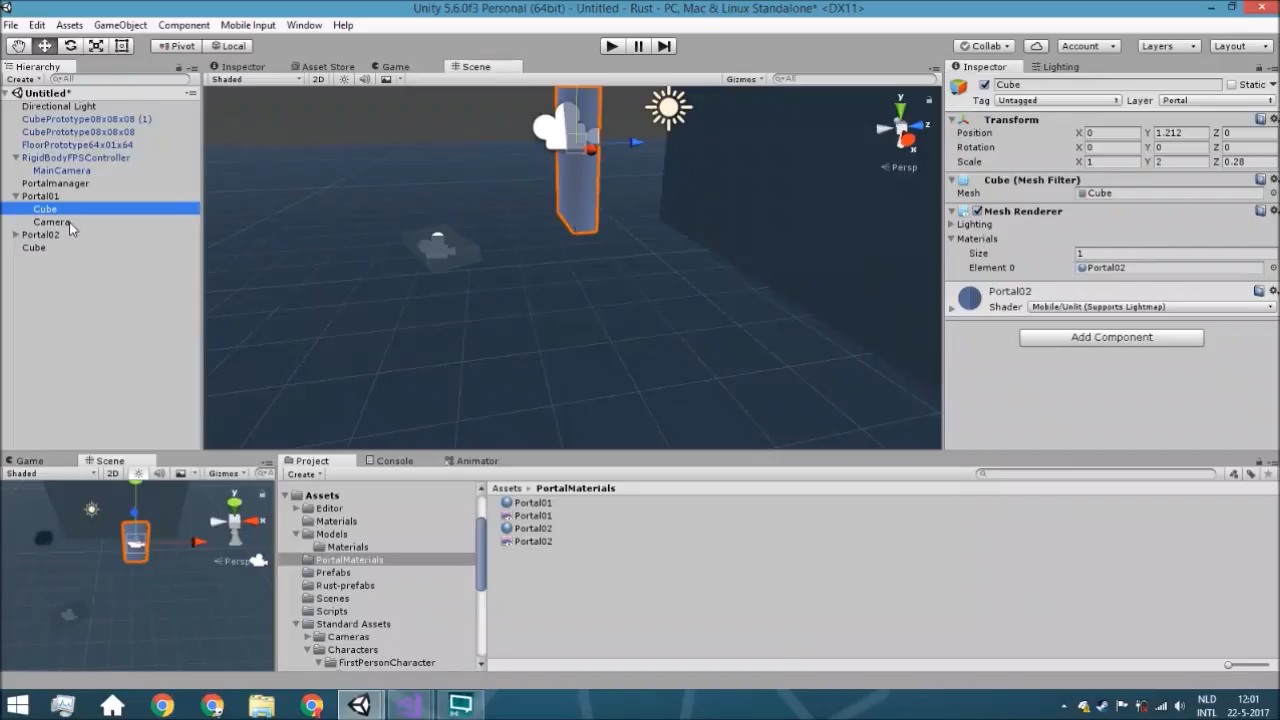 Unity 5.6.0f3 Personal (64bit) - Untitled - Rust - PC, Mac & Linux Standalone* <DX11>
File Edit Assets GameObject Component Mobile Input Window Help
Pivot Local Collab Account Layers Layout
Hierarchy Inspector Asset Store Game Scene Inspector Lighting
Create All Shaded 2D Gizmos All Cube Static
Untitled*
Tag Untagged Layer Portal
Directional Light
CubePrototype08x08x08 (1)
CubePrototype08x08x08
FloorPrototype64x01x64
RigidBodyFPSController
MainCamera
Portalmanager
Portal01
Cube
Camera
Portal02
Cube
y
z
x
Persp
Transform
Position X 0 Y 1.212 Z 0
Rotation X 0 Y 0 Z 0
Scale X 1 Y 2 Z 0.28
Cube (Mesh Filter)
Mesh Cube
Mesh Renderer
Lighting
Materials
Size 1
Element 0 Portal02
Portal02
Shader Mobile/Unlit (Supports Lightmap)
Add Component
Game Scene Project Console Animator
Shaded 2D Gizmos Create
y
x
Persp
Assets
Editor
Materials
Models
Materials
PortalMaterials
Prefabs
Rust-prefabs
Scenes
Scripts
Standard Assets
Cameras
Characters
FirstPersonCharacter
Assets PortalMaterials
Portal01
Portal01
Portal02
Portal02
NLD 12:01
INTL 22-5-2017